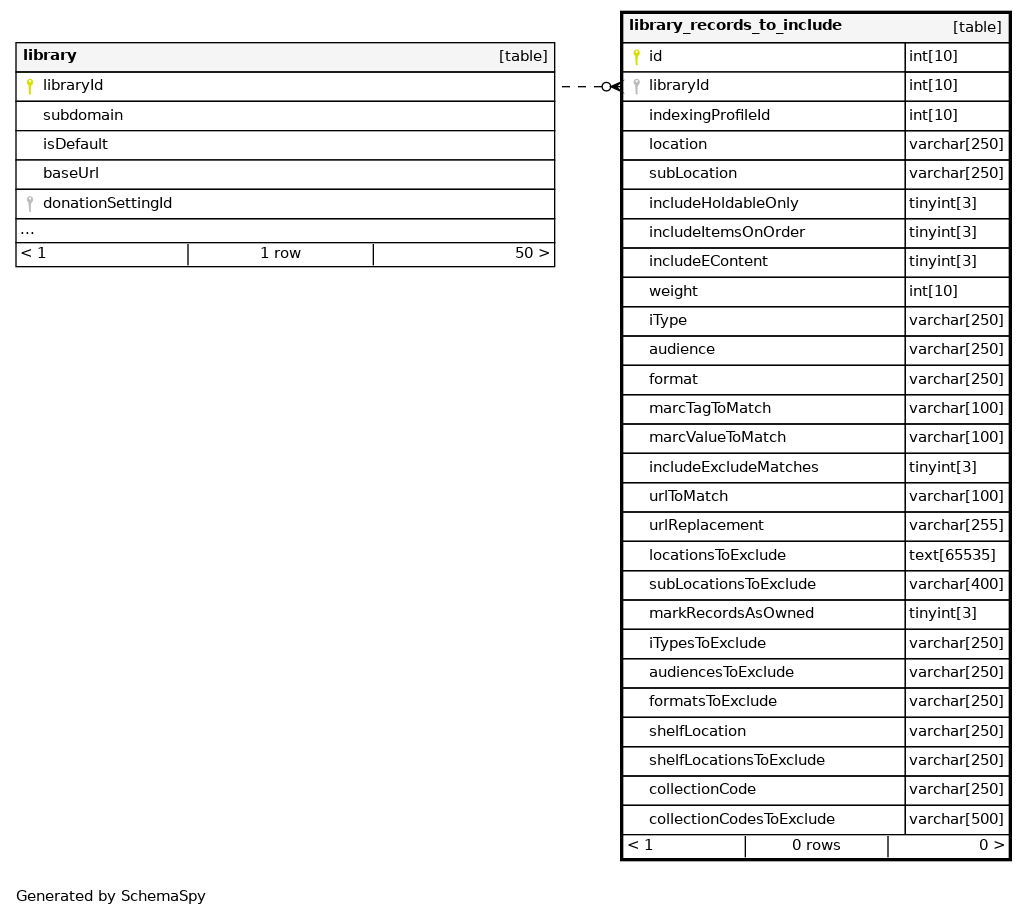 library [table]
libraryId
subdomain
isDefault
baseUrl
donationSettingId
...
< 1 1 row 50 >
library_records_to_include [table]
id int[10]
libraryId int[10]
indexingProfileId int[10]
location varchar[250]
subLocation varchar[250]
includeHoldableOnly tinyint[3]
includeItemsOnOrder tinyint[3]
includeEContent tinyint[3]
weight int[10]
iType varchar[250]
audience varchar[250]
format varchar[250]
marcTagToMatch varchar[100]
marcValueToMatch varchar[100]
includeExcludeMatches tinyint[3]
urlToMatch varchar[100]
urlReplacement varchar[255]
locationsToExclude text[65535]
subLocationsToExclude varchar[400]
markRecordsAsOwned tinyint[3]
iTypesToExclude varchar[250]
audiencesToExclude varchar[250]
formatsToExclude varchar[250]
shelfLocation varchar[250]
shelfLocationsToExclude varchar[250]
collectionCode varchar[250]
collectionCodesToExclude varchar[500]
< 1 0 rows 0 >
Generated by SchemaSpy